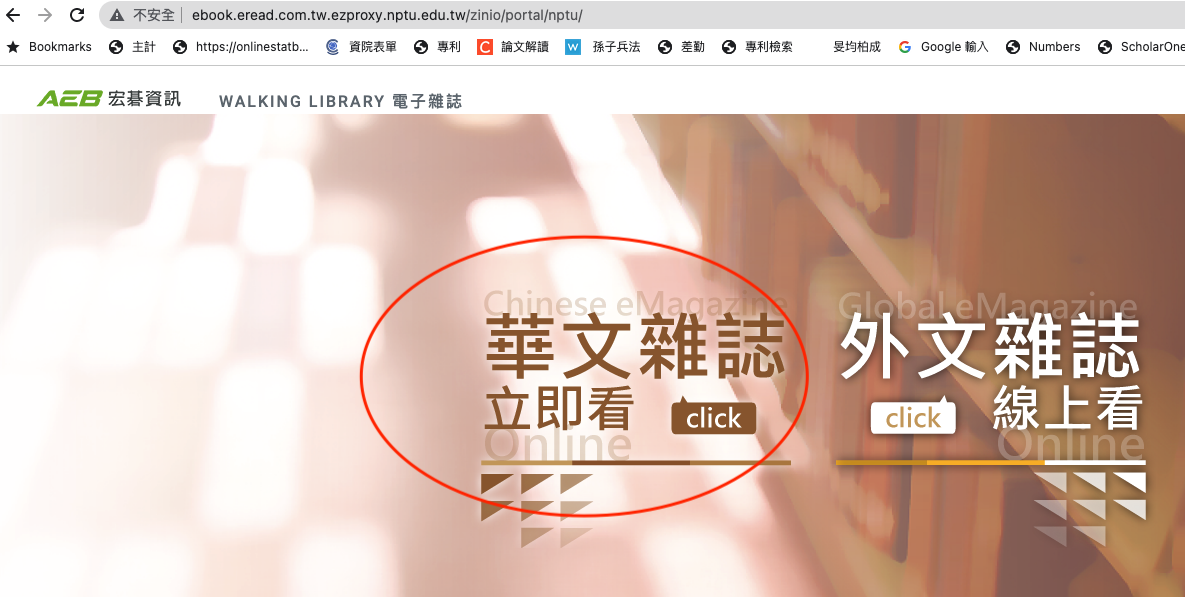 不安全 ebook.eread.com.tw.ezproxy.nptu.edu.tw/zinio/portal/nptu/
Bookmarks 主計 https://onlinestatb... 資院表單 專利 論文解讀 孫子兵法 差勤 專利檢索 旻均柏成 Google 輸入 Numbers ScholarOne
AEB 宏碁資訊 WALKING LIBRARY 電子雜誌
Chinese eMagazine
華文雜誌
立即看 click
Online
Global eMagazine
外文雜誌
click 線上看
Online